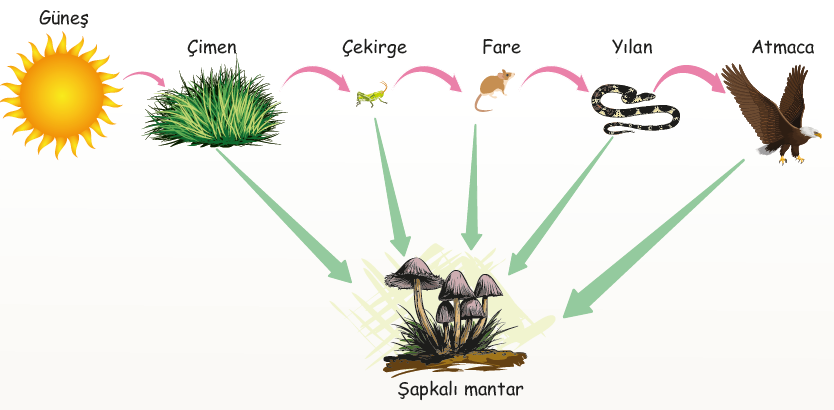 Güneş
Çimen
Çekirge
Fare
Yılan
Atmaca
Şapkalı mantar